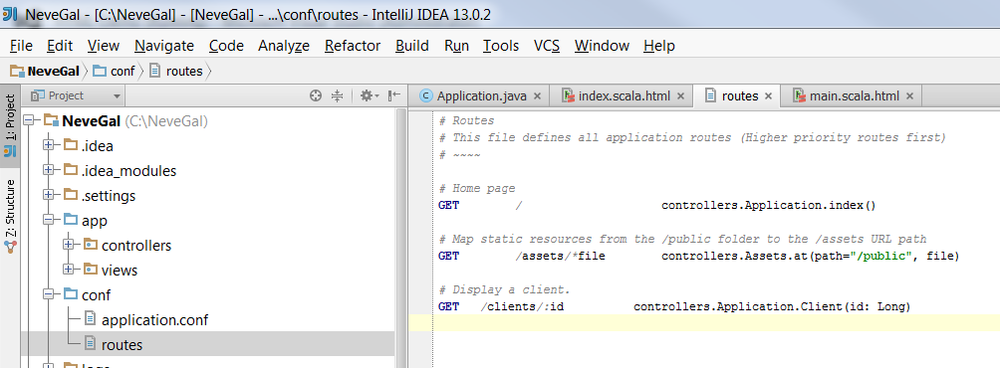 NeveGal - [C:\NeveGal] - [NeveGal] - ...\conf\routes - IntelliJ IDEA 13.0.2
File Edit View Navigate Code Analyze Refactor Build Run Tools VCS Window Help
NeveGal conf routes
1: Project
Z: Structure
Project
Application.java index.scala.html routes main.scala.html
NeveGal (C:\NeveGal)
.idea
.idea_modules
.settings
app
controllers
views
conf
application.conf
routes
logs
# Routes
# This file defines all application routes (Higher priority routes first)
# ~~~~
# Home page
GET / controllers.Application.index()
# Map static resources from the /public folder to the /assets URL path
GET /assets/*file controllers.Assets.at(path="/public", file)
# Display a client.
GET /clients/:id controllers.Application.Client(id: Long)